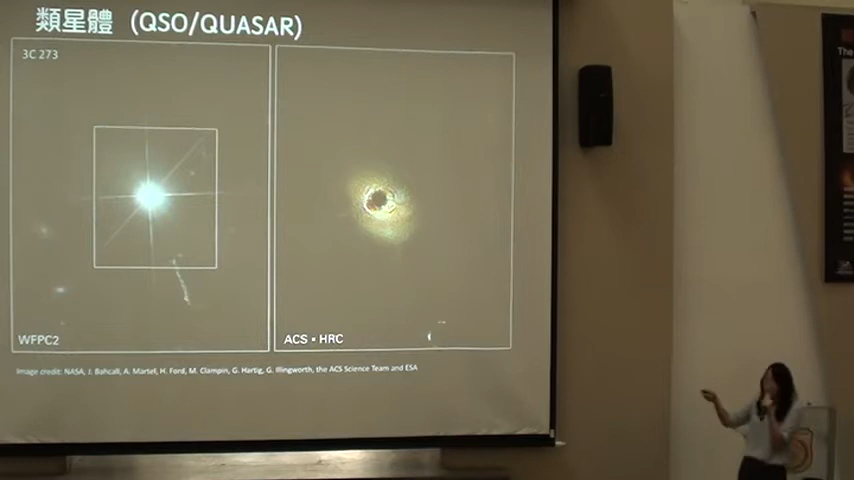 類星體 (QSO/QUASAR)
3C 273
WFPC2
ACS ▪ HRC
Image credit: NASA, J. Bahcall, A. Martel, H. Ford, M. Clampin, G. Hartig, G. Illingworth, the ACS Science Team and ESA
The